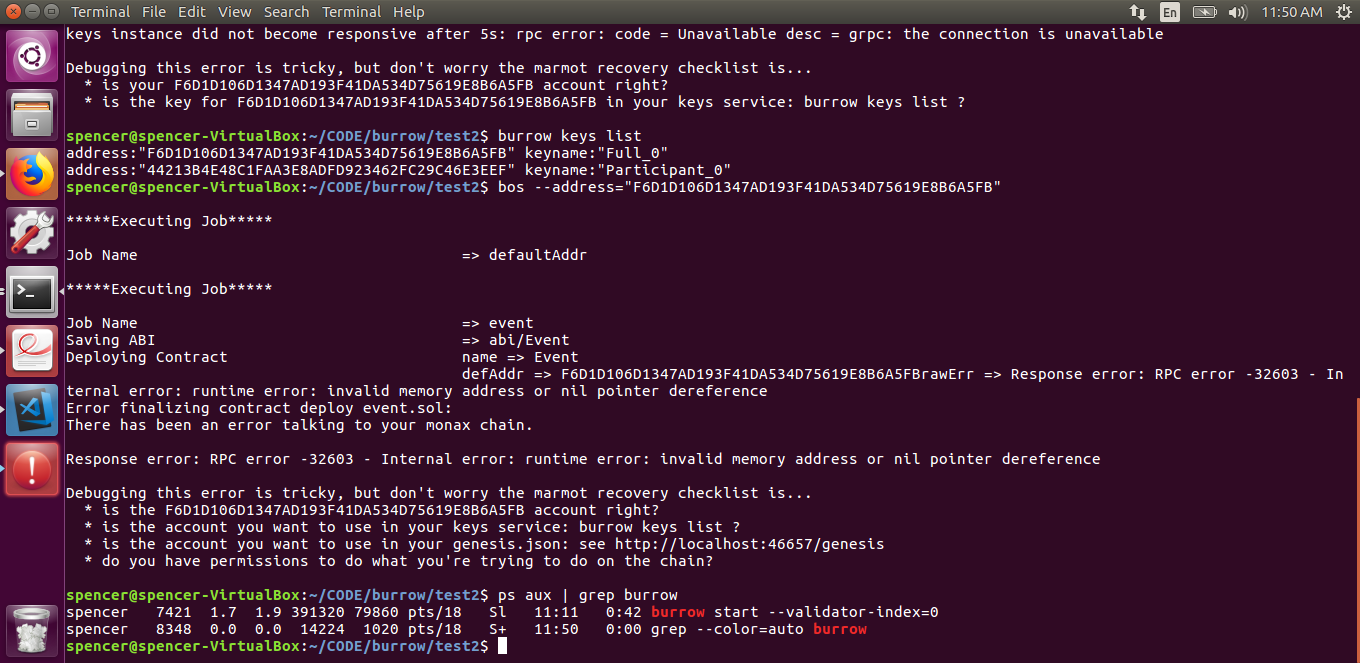 Terminal File Edit View Search Terminal Help En 11:50 AM
keys instance did not become responsive after 5s: rpc error: code = Unavailable desc = grpc: the connection is unavailable
Debugging this error is tricky, but don't worry the marmot recovery checklist is...
* is your F6D1D106D1347AD193F41DA534D75619E8B6A5FB account right?
* is the key for F6D1D106D1347AD193F41DA534D75619E8B6A5FB in your keys service: burrow keys list ?
spencer@spencer-VirtualBox:~/CODE/burrow/test2$ burrow keys list
address:"F6D1D106D1347AD193F41DA534D75619E8B6A5FB" keyname:"Full_0"
address:"44213B4E48C1FAA3E8ADFD923462FC29C46E3EEF" keyname:"Participant_0"
spencer@spencer-VirtualBox:~/CODE/burrow/test2$ bos --address="F6D1D106D1347AD193F41DA534D75619E8B6A5FB"
*****Executing Job*****
Job Name => defaultAddr
*****Executing Job*****
Job Name => event
Saving ABI => abi/Event
Deploying Contract name => Event
defAddr => F6D1D106D1347AD193F41DA534D75619E8B6A5FBrawErr => Response error: RPC error -32603 - In
ternal error: runtime error: invalid memory address or nil pointer dereference
Error finalizing contract deploy event.sol:
There has been an error talking to your monax chain.
Response error: RPC error -32603 - Internal error: runtime error: invalid memory address or nil pointer dereference
Debugging this error is tricky, but don't worry the marmot recovery checklist is...
* is the F6D1D106D1347AD193F41DA534D75619E8B6A5FB account right?
* is the account you want to use in your keys service: burrow keys list ?
* is the account you want to use in your genesis.json: see http://localhost:46657/genesis
* do you have permissions to do what you're trying to do on the chain?
spencer@spencer-VirtualBox:~/CODE/burrow/test2$ ps aux | grep burrow
spencer 7421 1.7 1.9 391320 79860 pts/18 Sl 11:11 0:42 burrow start --validator-index=0
spencer 8348 0.0 0.0 14224 1020 pts/18 S+ 11:50 0:00 grep --color=auto burrow
spencer@spencer-VirtualBox:~/CODE/burrow/test2$